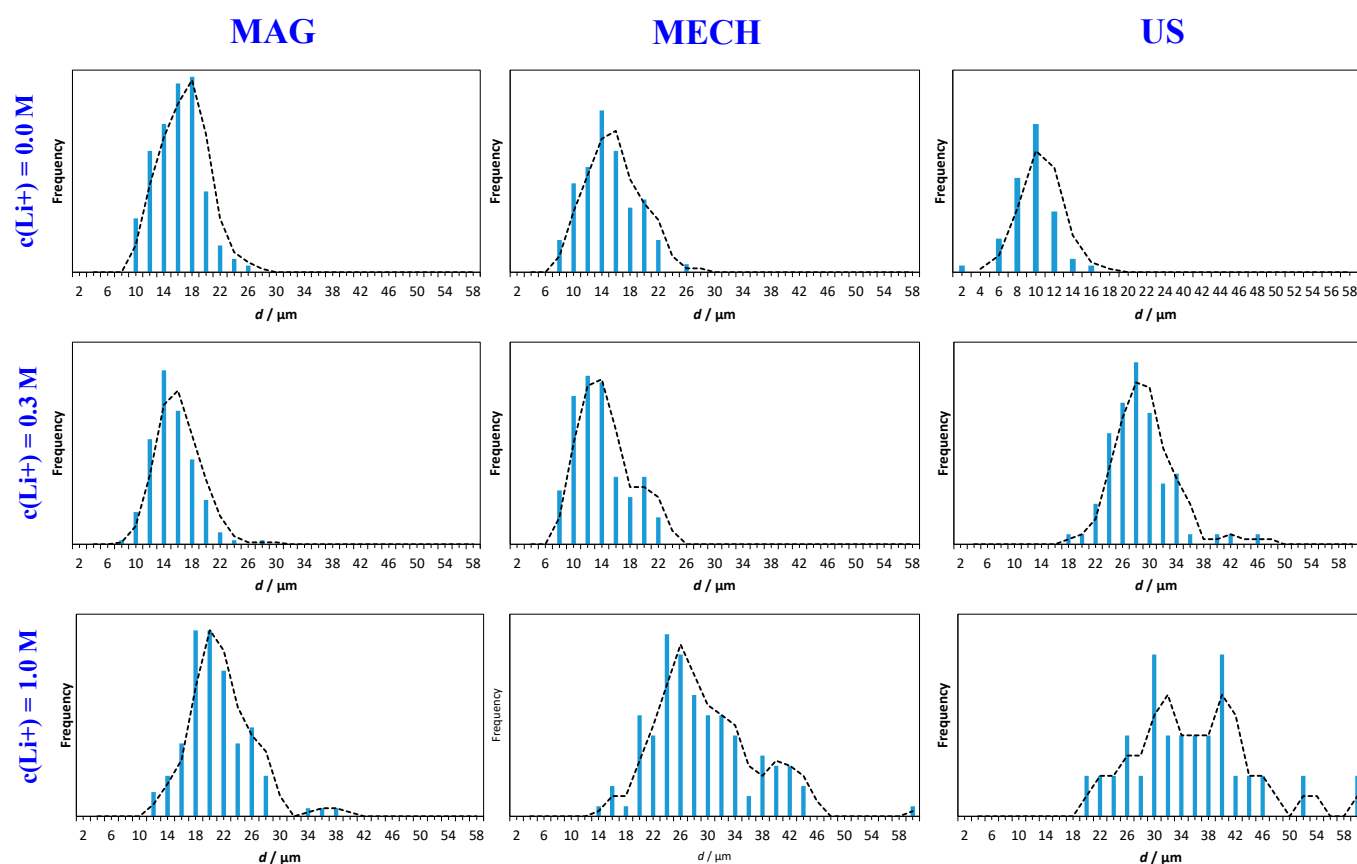 MAG MECH US
c(Li+) = 0.0 M
Frequency
2 6 10 14 18 22 26 30 34 38 42 46 50 54 58
d / µm
Frequency
2 6 10 14 18 22 26 30 34 38 42 46 50 54 58
d / µm
Frequency
2 4 6 8 10 12 14 16 18 20 22 24 40 42 44 46 48 50 52 54 56 58
d / µm
c(Li+) = 0.3 M
Frequency
2 6 10 14 18 22 26 30 34 38 42 46 50 54 58
d / µm
Frequency
2 6 10 14 18 22 26 30 34 38 42 46 50 54 58
d / µm
Frequency
2 6 10 14 18 22 26 30 34 38 42 46 50 54 58
d / µm
c(Li+) = 1.0 M
Frequency
2 6 10 14 18 22 26 30 34 38 42 46 50 54 58
d / µm
Frequency
2 6 10 14 18 22 26 30 34 38 42 46 50 54 58
d / µm
Frequency
2 6 10 14 18 22 26 30 34 38 42 46 50 54 58
d / µm